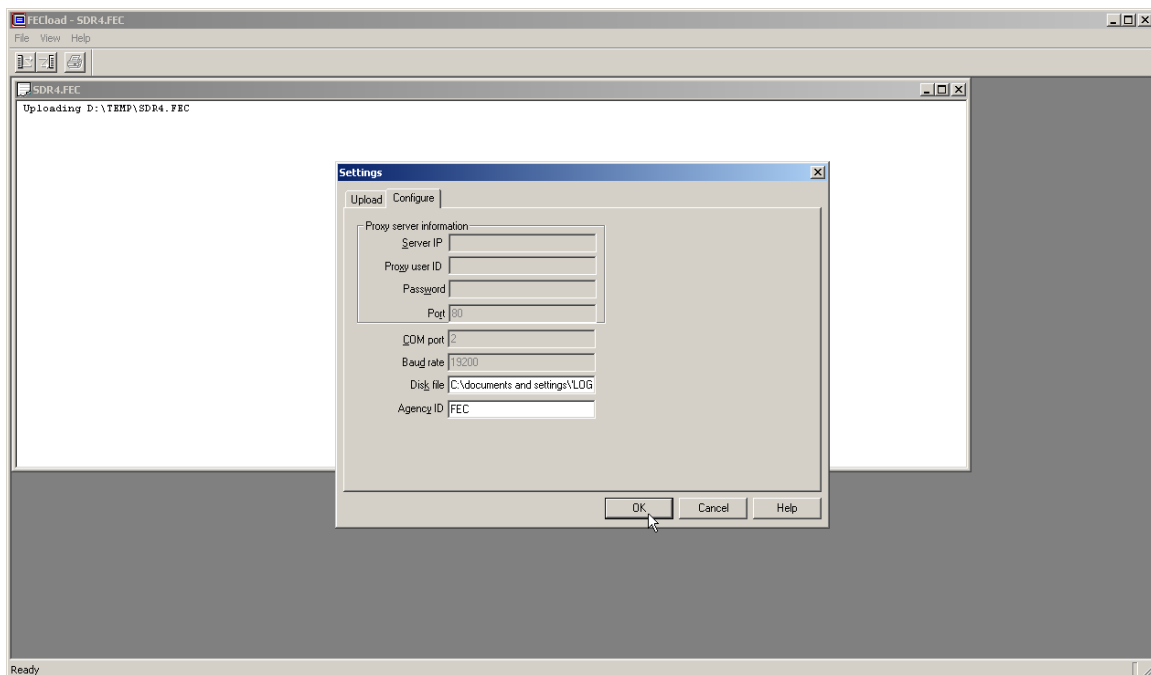 FECload - SDR4.FEC
File View Help
SDR4.FEC
Uploading D:\TEMP\SDR4.FEC
Settings
Upload Configure
Proxy server information
Server IP
Proxy user ID
Password
Port 80
COM port 2
Baud rate 19200
Disk file C:\documents and settings\'LOG
Agency ID FEC
OK Cancel Help
Ready